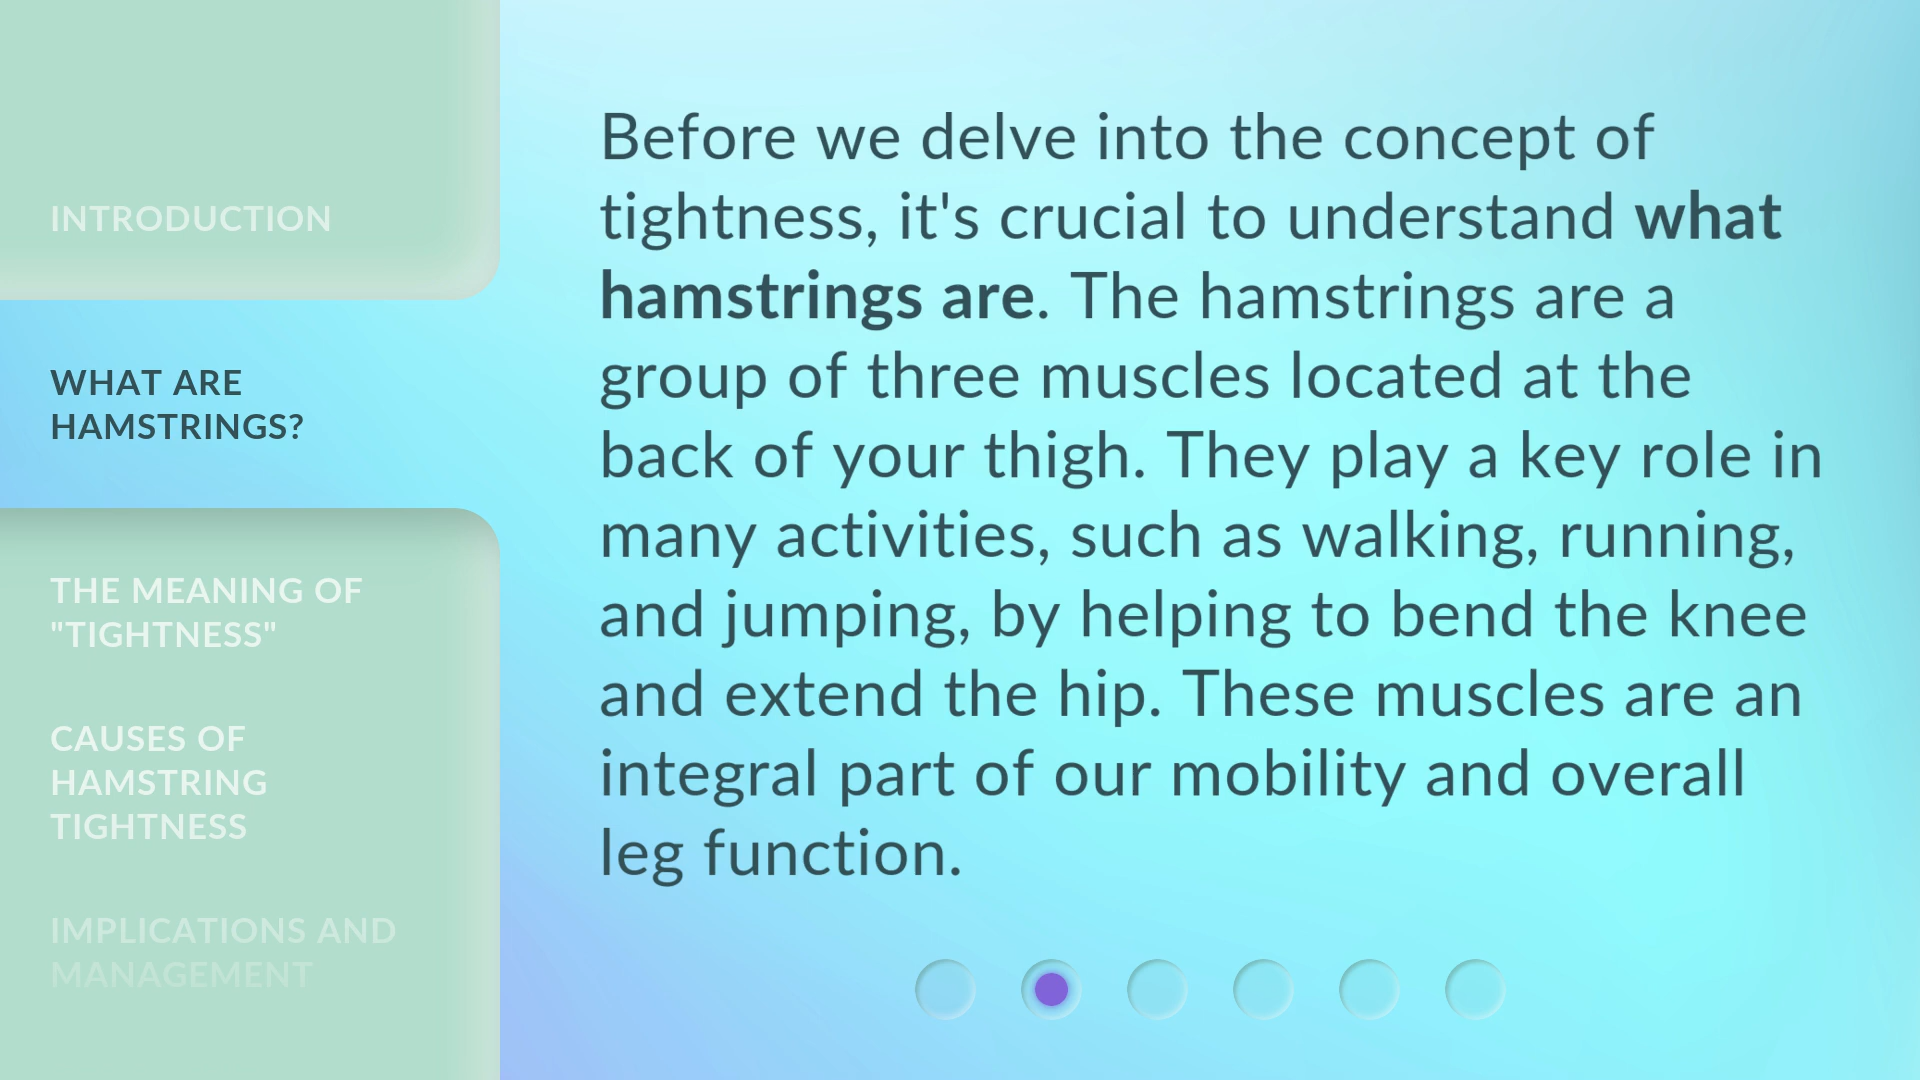 INTRODUCTION
WHAT ARE
HAMSTRINGS?
THE MEANING OF
"TIGHTNESS"
CAUSES OF
HAMSTRING
TIGHTNESS
IMPLICATIONS AND
MANAGEMENT
Before we delve into the concept of
tightness, it's crucial to understand what
hamstrings are. The hamstrings are a
group of three muscles located at the
back of your thigh. They play a key role in
many activities, such as walking, running,
and jumping, by helping to bend the knee
and extend the hip. These muscles are an
integral part of our mobility and overall
leg function.